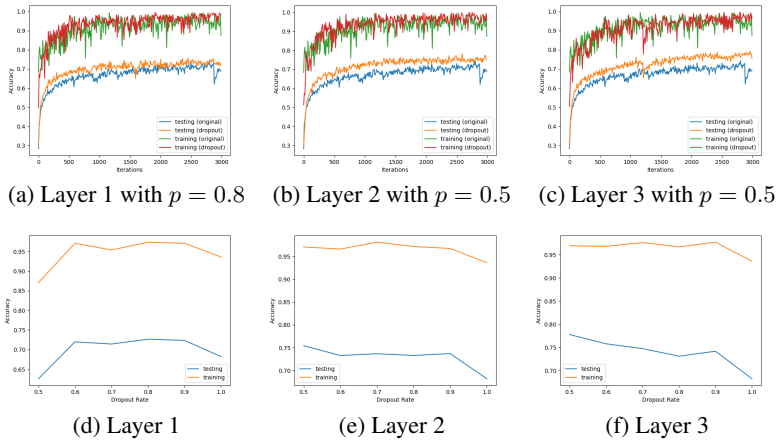 1.0
0.9
0.8
0.7
0.6
0.5
0.4
0.3
Accuracy
testing (original)
testing (dropout)
training (original)
training (dropout)
0 500 1000 1500 2000 2500 3000
Iterations
1.0
0.9
0.8
0.7
0.6
0.5
0.4
0.3
Accuracy
testing (original)
testing (dropout)
training (original)
training (dropout)
0 500 1000 1500 2000 2500 3000
Iterations
1.0
0.9
0.8
0.7
0.6
0.5
0.4
0.3
Accuracy
testing (original)
testing (dropout)
training (original)
training (dropout)
0 500 1000 1500 2000 2500 3000
Iterations
(a) Layer 1 with p = 0.8
(b) Layer 2 with p = 0.5
(c) Layer 3 with p = 0.5
0.95
0.90
0.85
0.80
0.75
0.70
0.65
Accuracy
testing
training
0.5 0.6 0.7 0.8 0.9 1.0
Dropout Rate
0.95
0.90
0.85
0.80
0.75
0.70
Accuracy
testing
training
0.5 0.6 0.7 0.8 0.9 1.0
Dropout Rate
0.95
0.90
0.85
0.80
0.75
0.70
Accuracy
testing
training
0.5 0.6 0.7 0.8 0.9 1.0
Dropout Rate
(d) Layer 1
(e) Layer 2
(f) Layer 3